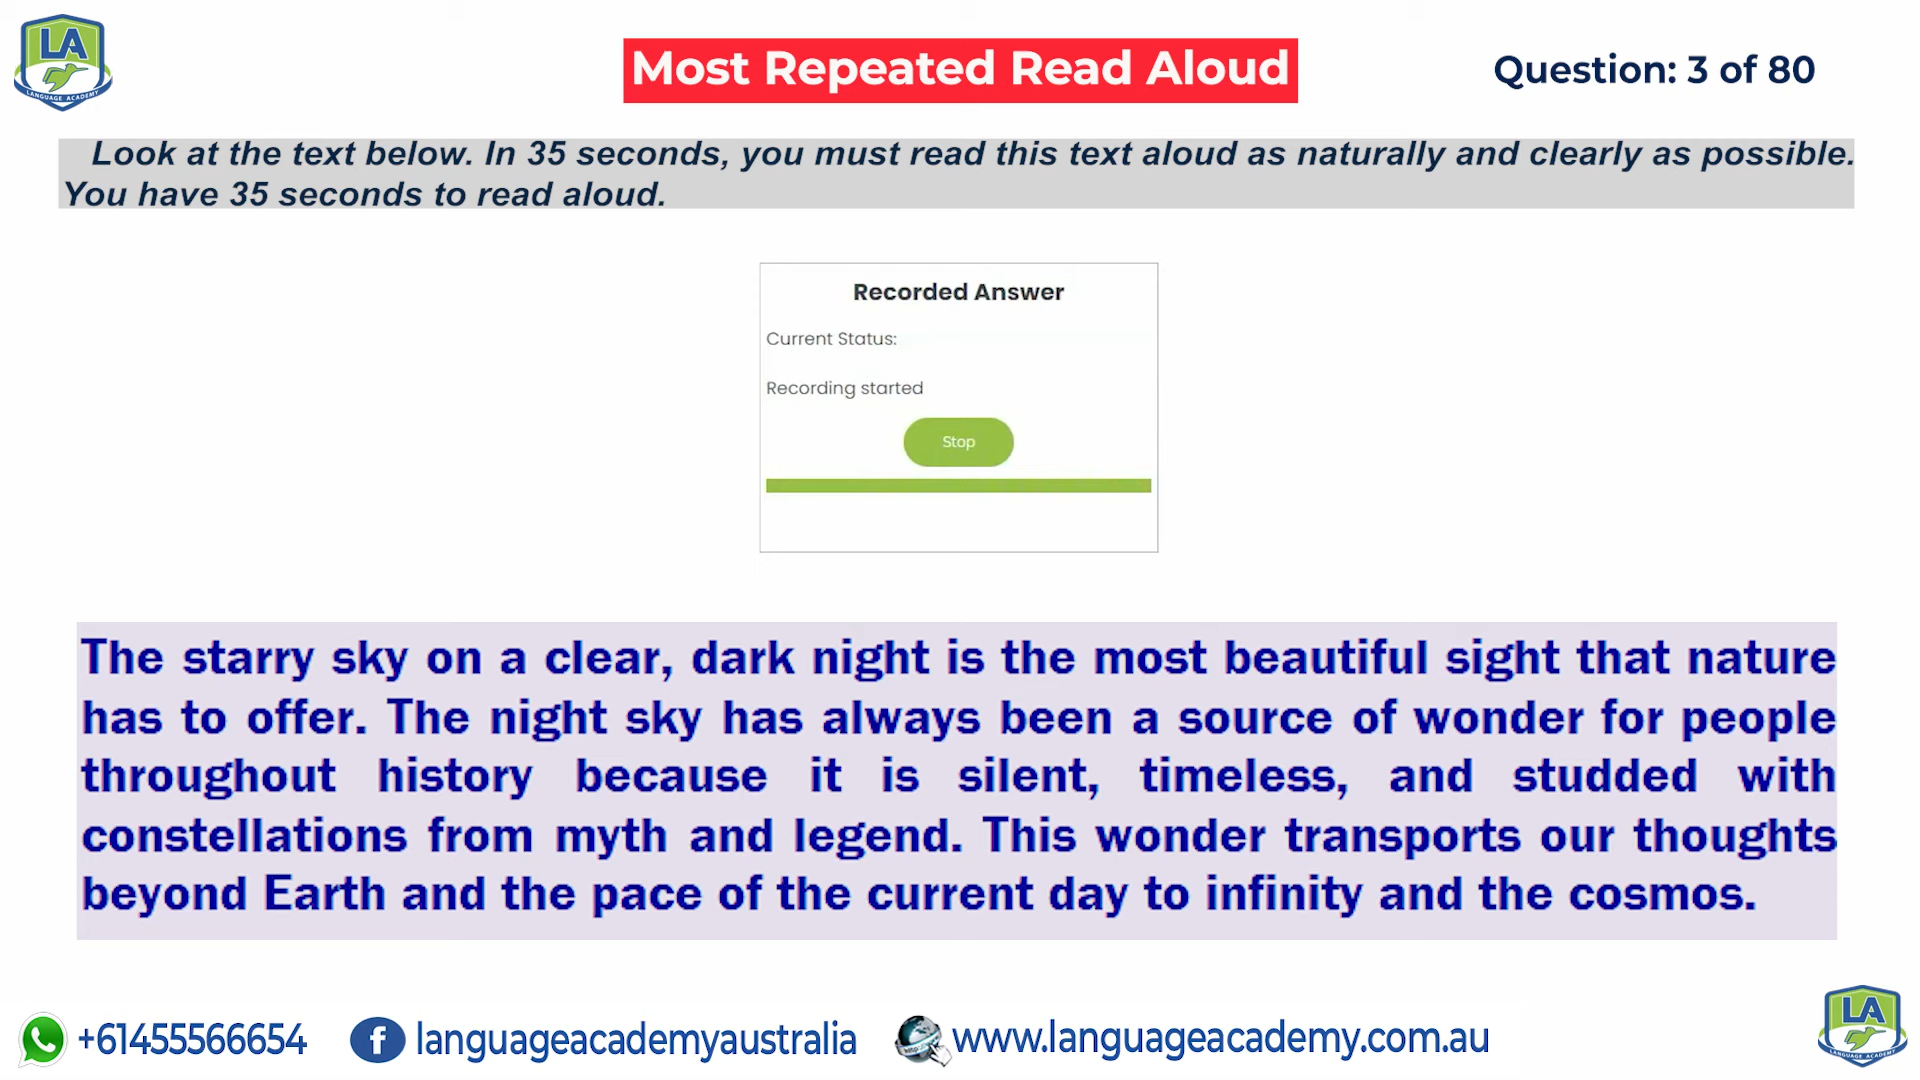 LA
LANGUAGE ACADEMY
Most Repeated Read Aloud
Question: 3 of 80
Look at the text below. In 35 seconds, you must read this text aloud as naturally and clearly as possible.
You have 35 seconds to read aloud.
Recorded Answer
Current Status:
Recording started
Stop
The starry sky on a clear, dark night is the most beautiful sight that nature
has to offer. The night sky has always been a source of wonder for people
throughout history because it is silent, timeless, and studded with
constellations from myth and legend. This wonder transports our thoughts
beyond Earth and the pace of the current day to infinity and the cosmos.
+61455566654
f
languageacademyaustralia
www.languageacademy.com.au
LA
LANGUAGE ACADEMY